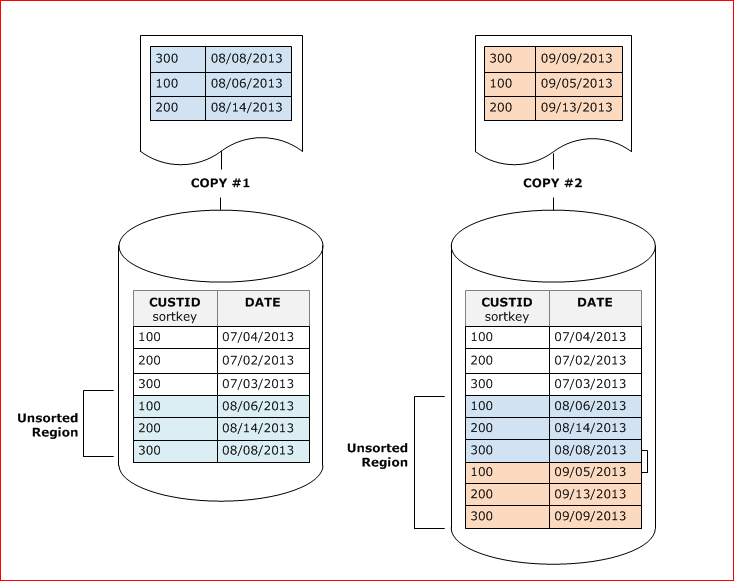 300 08/08/2013
100 08/06/2013
200 08/14/2013
COPY #1
CUSTID DATE
sortkey
100 07/04/2013
200 07/02/2013
300 07/03/2013
100 08/06/2013
200 08/14/2013
300 08/08/2013
Unsorted
Region
300 09/09/2013
100 09/05/2013
200 09/13/2013
COPY #2
CUSTID DATE
sortkey
100 07/04/2013
200 07/02/2013
300 07/03/2013
100 08/06/2013
200 08/14/2013
300 08/08/2013
100 09/05/2013
200 09/13/2013
300 09/09/2013
Unsorted
Region